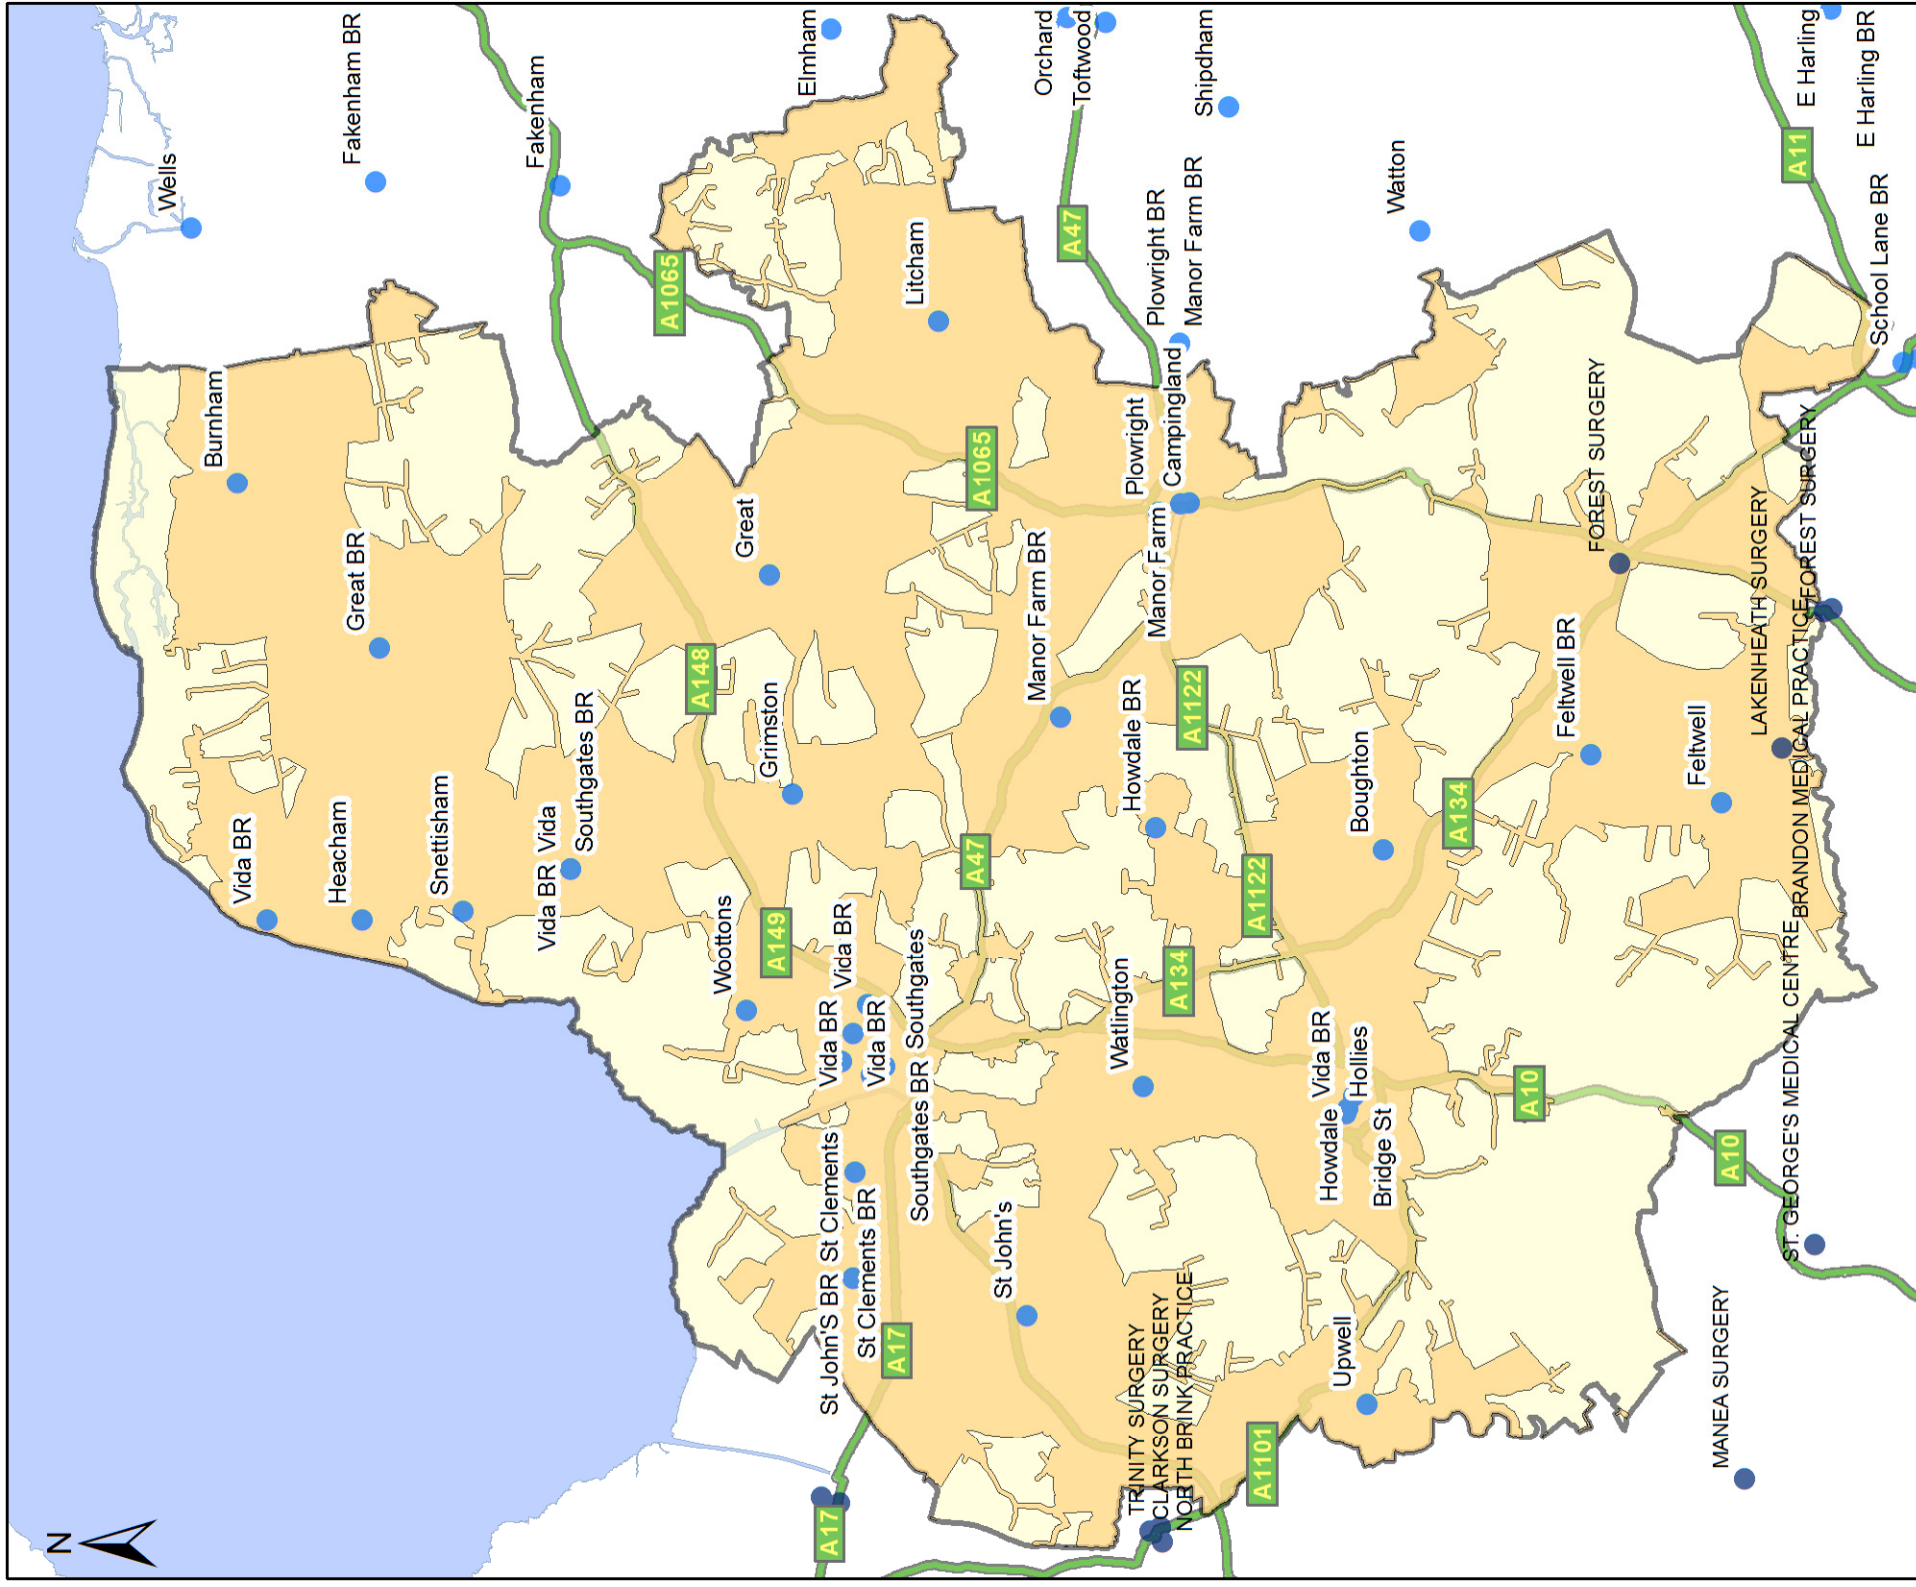 N
Wells
Fakenham BR
Fakenham
Elmham
Orchard
Toftwood
Shipdham
Watton
E Harling
E Harling BR
A11
School Lane BR
A47
Plowright BR
Manor Farm BR
A1065
Litcham
Burnham
Great BR
Great
A1065
Plowright
Campingland
Manor Farm
Manor Farm BR
FOREST SURGERY
FOREST SURGERY
LAKENHEATH SURGERY
BRANDON MEDICAL PRACTICE
ST. GEORGE'S MEDICAL CENTRE
A148
Grimston
Southgates BR
Vida
Vida BR
Snettisham
Heacham
Vida BR
Howdale BR
A1122
Boughton
A134
Feltwell BR
Feltwell
A47
A1122
A149
Woottons
Vida BR
Vida BR
Vida BR
Southgates
Southgates BR
Watlington
A134
Vida BR
Hollies
Howdale
Bridge St
A10
A10
St Clements
St John'S BR
St Clements BR
St John's
A17
A17
Upwell
A1101
TRINITY SURGERY
CLARKSON SURGERY
NORTH BRINK PRACTICE
MANEA SURGERY